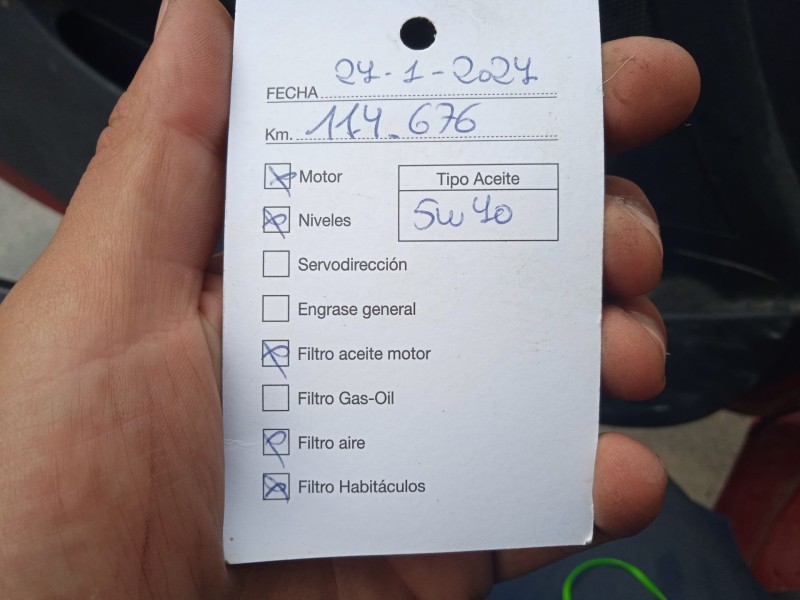 FECHA 24-1-2024
Km. 114.676
Motor
Tipo Aceite
5w40
Niveles
Servodirección
Engrase general
Filtro aceite motor
Filtro Gas-Oil
Filtro aire
Filtro Habitáculos